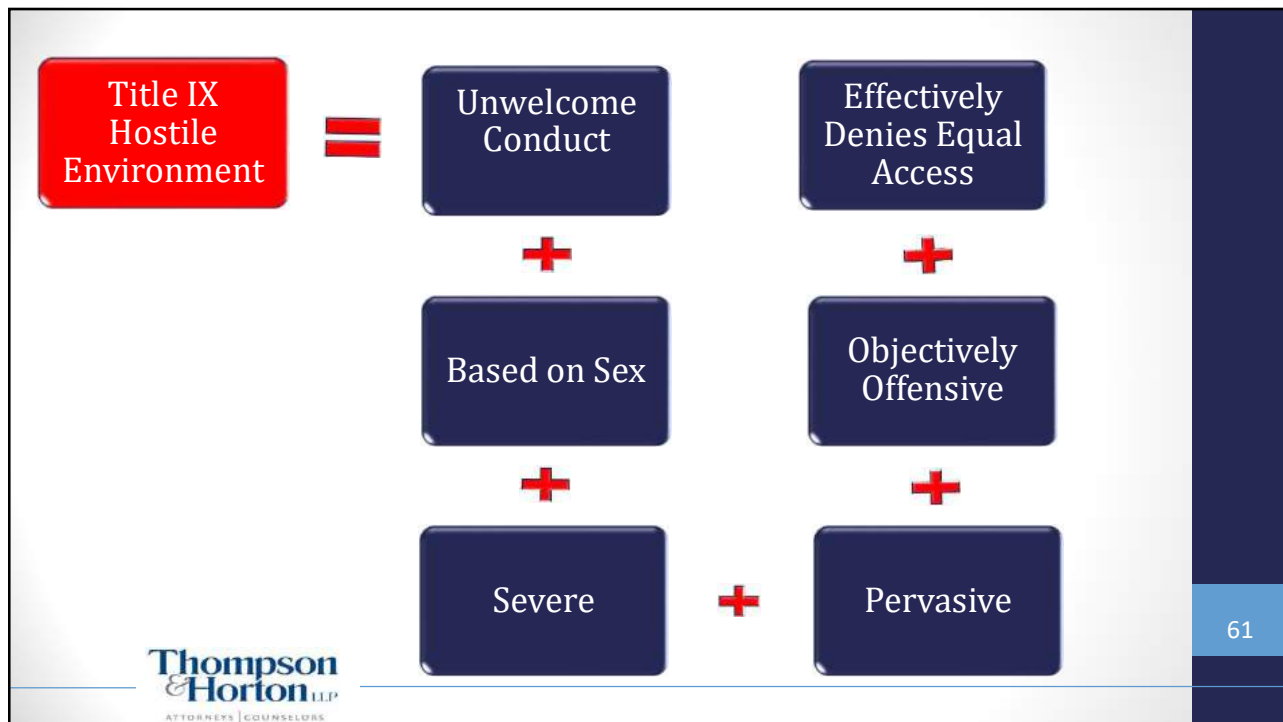 Title IX
Hostile
Environment
=
Unwelcome
Conduct
+
Based on Sex
+
Severe
+
Pervasive
+
Objectively
Offensive
+
Effectively
Denies Equal
Access
Thompson
&Horton LLP
ATTORNEYS | COUNSELORS
61